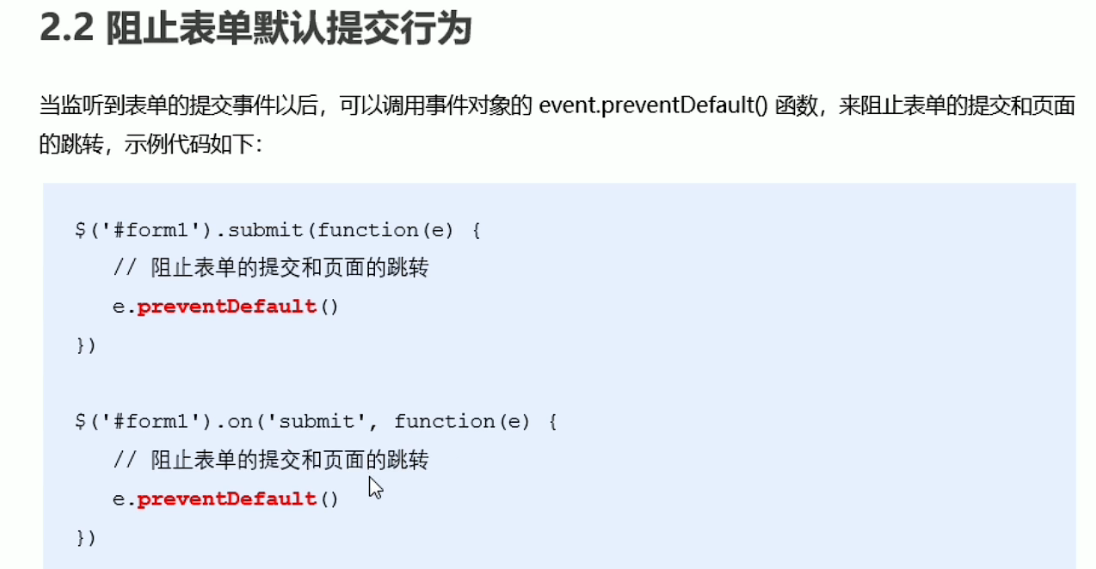 2.2 阻止表单默认提交行为
当监听到表单的提交事件以后，可以调用事件对象的 event.preventDefault() 函数，来阻止表单的提交和页面
的跳转，示例代码如下：
$('#form1').submit(function(e) {
// 阻止表单的提交和页面的跳转
e.preventDefault()
})
$('#form1').on('submit', function(e) {
// 阻止表单的提交和页面的跳转
e.preventDefault()
})